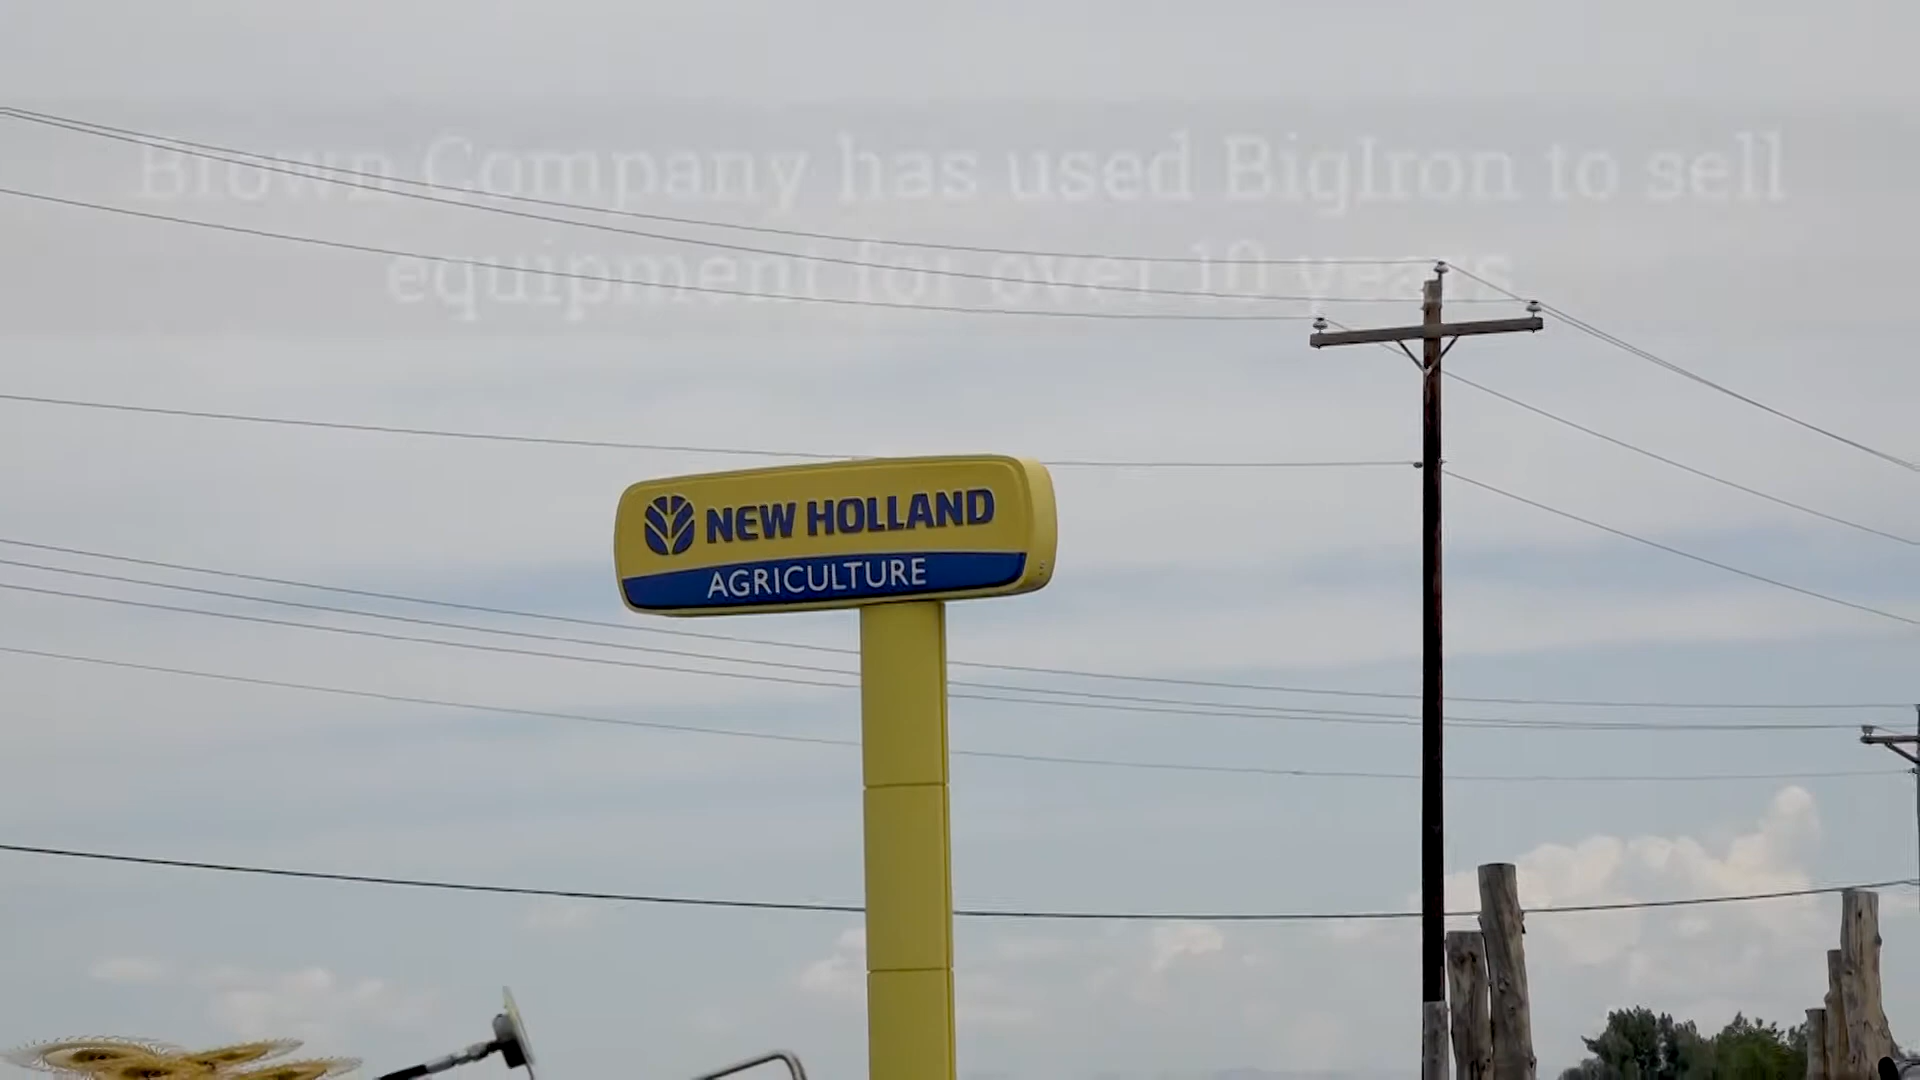 Brown Company has used BigIron to sell
equipment for over 10 years
NEW HOLLAND
AGRICULTURE